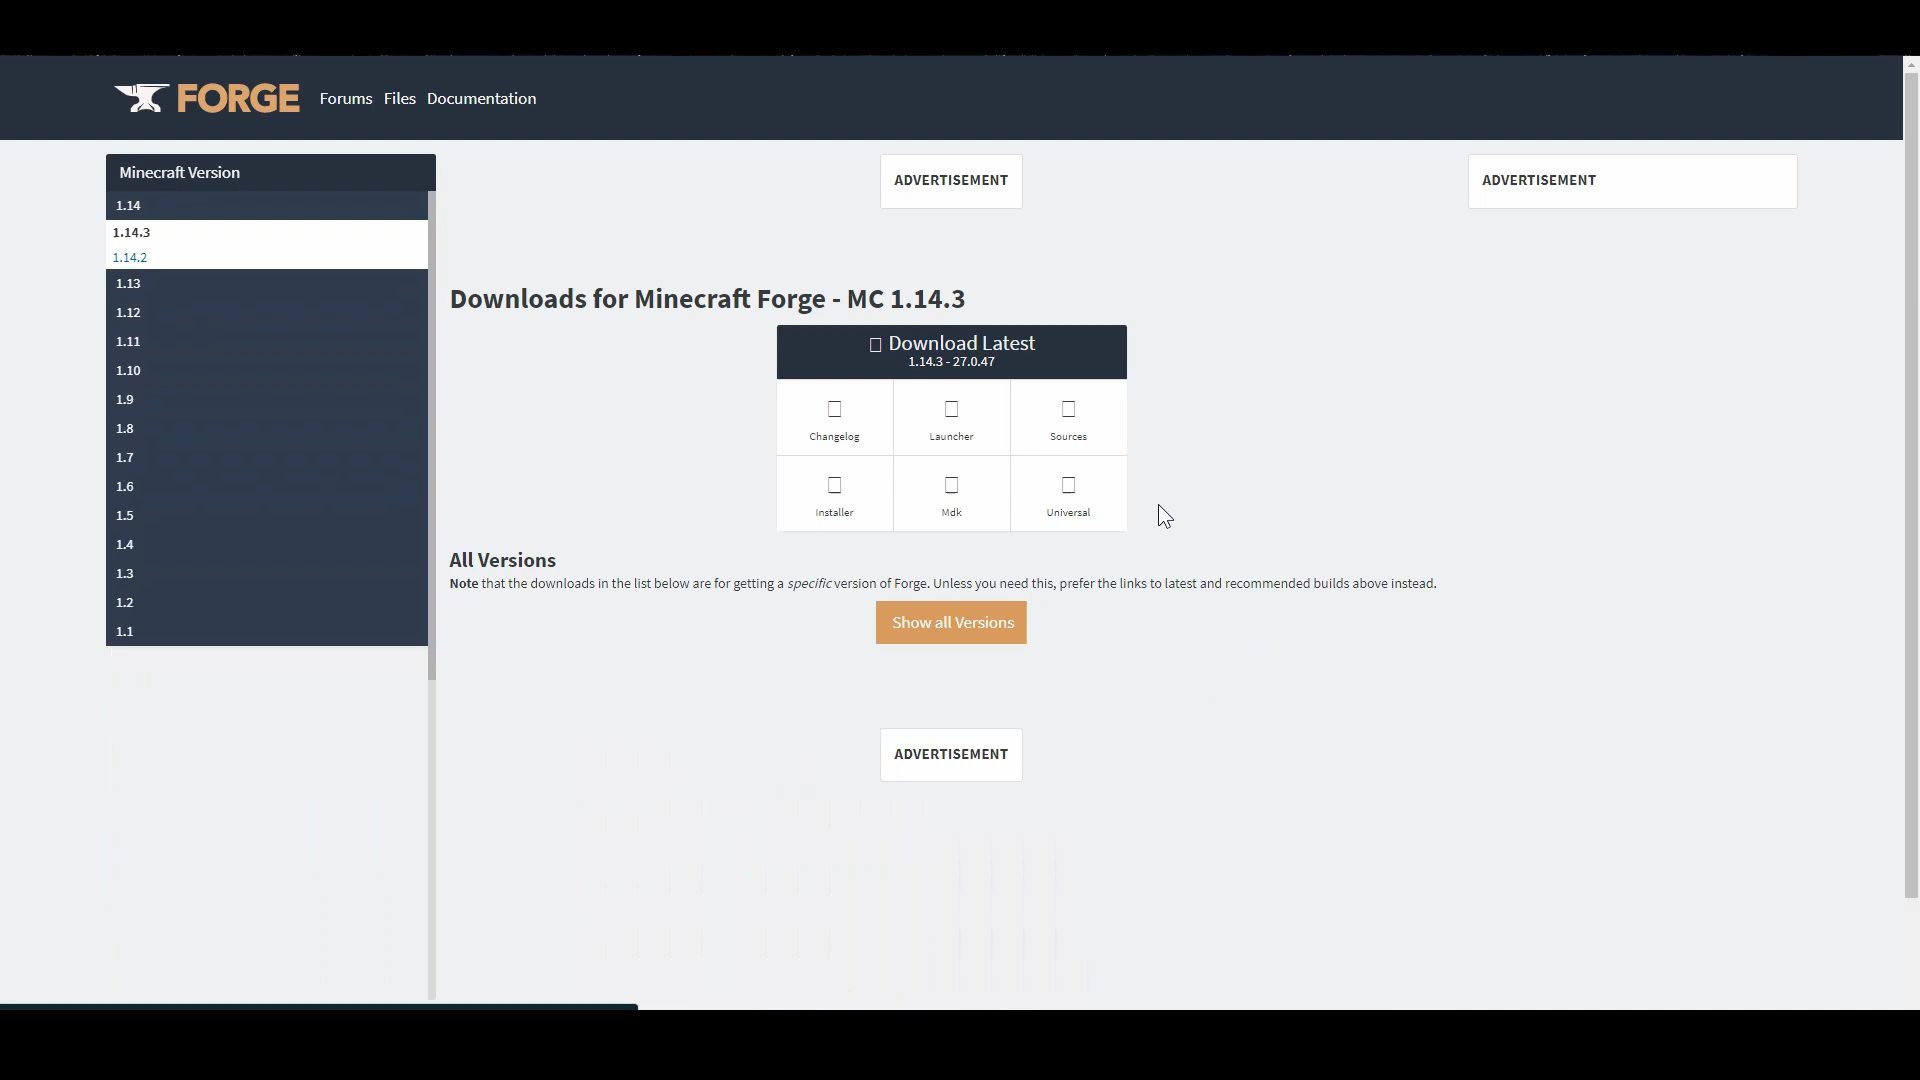 FORGE Forums Files Documentation
Minecraft Version
1.14
1.14.3
1.14.2
1.13
1.12
1.11
1.10
1.9
1.8
1.7
1.6
1.5
1.4
1.3
1.2
1.1
ADVERTISEMENT
ADVERTISEMENT
Downloads for Minecraft Forge - MC 1.14.3
Download Latest
1.14.3 - 27.0.47
Changelog Launcher Sources
Installer Mdk Universal
All Versions
Note that the downloads in the list below are for getting a specific version of Forge. Unless you need this, prefer the links to latest and recommended builds above instead.
Show all Versions
ADVERTISEMENT